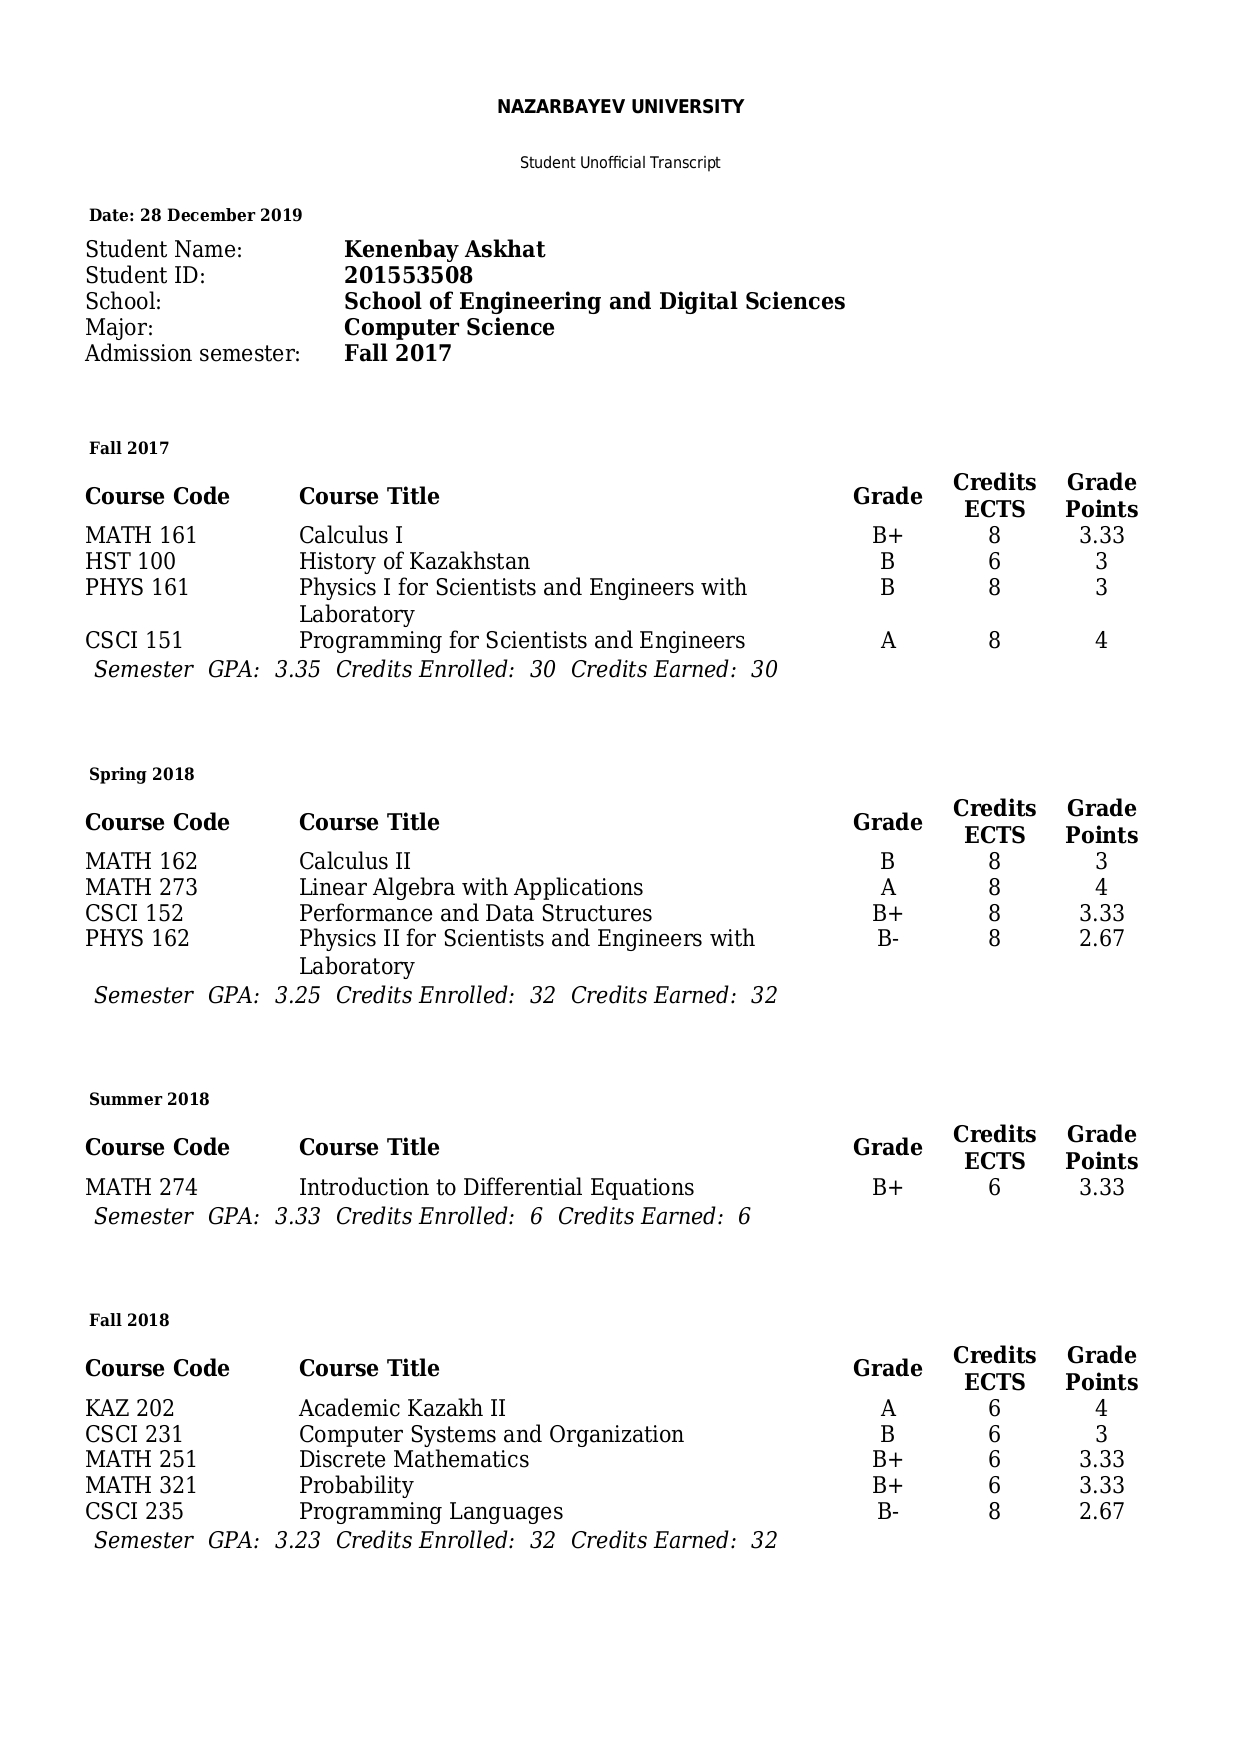 NAZARBAYEV UNIVERSITY
Student Unofficial Transcript
Date: 28 December 2019
Student Name: Kenenbay Askhat
Student ID: 201553508
School: School of Engineering and Digital Sciences
Major: Computer Science
Admission semester: Fall 2017
Fall 2017
Course Code Course Title Grade Credits ECTS Grade Points
MATH 161 Calculus I B+ 8 3.33
HST 100 History of Kazakhstan B 6 3
PHYS 161 Physics I for Scientists and Engineers with B 8 3
Laboratory
CSCI 151 Programming for Scientists and Engineers A 8 4
Semester GPA: 3.35 Credits Enrolled: 30 Credits Earned: 30
Spring 2018
Course Code Course Title Grade Credits ECTS Grade Points
MATH 162 Calculus II B 8 3
MATH 273 Linear Algebra with Applications A 8 4
CSCI 152 Performance and Data Structures B+ 8 3.33
PHYS 162 Physics II for Scientists and Engineers with B- 8 2.67
Laboratory
Semester GPA: 3.25 Credits Enrolled: 32 Credits Earned: 32
Summer 2018
Course Code Course Title Grade Credits ECTS Grade Points
MATH 274 Introduction to Differential Equations B+ 6 3.33
Semester GPA: 3.33 Credits Enrolled: 6 Credits Earned: 6
Fall 2018
Course Code Course Title Grade Credits ECTS Grade Points
KAZ 202 Academic Kazakh II A 6 4
CSCI 231 Computer Systems and Organization B 6 3
MATH 251 Discrete Mathematics B+ 6 3.33
MATH 321 Probability B+ 6 3.33
CSCI 235 Programming Languages B- 8 2.67
Semester GPA: 3.23 Credits Enrolled: 32 Credits Earned: 32